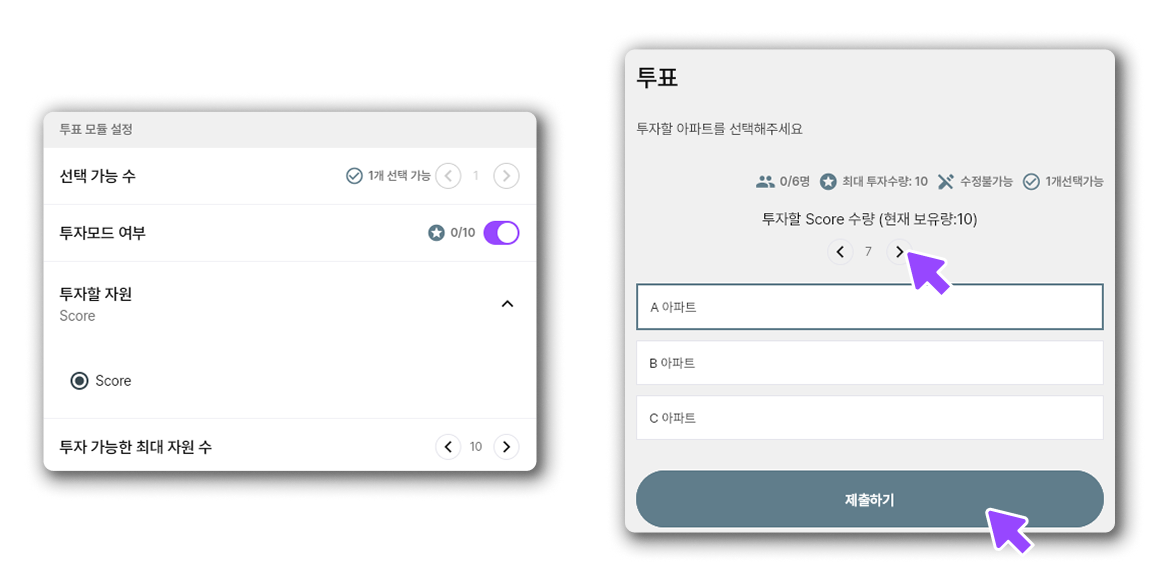 투표 모듈 설정
선택 가능 수
1개 선택 가능
1
투자모드 여부
0/10
투자할 자원
Score
Score
투자 가능한 최대 자원 수
10
투표
투자할 아파트를 선택해주세요
0/6명 최대 투자수량: 10 수정불가능 1개선택가능
투자할 Score 수량 (현재 보유량:10)
7
A 아파트
B 아파트
C 아파트
제출하기